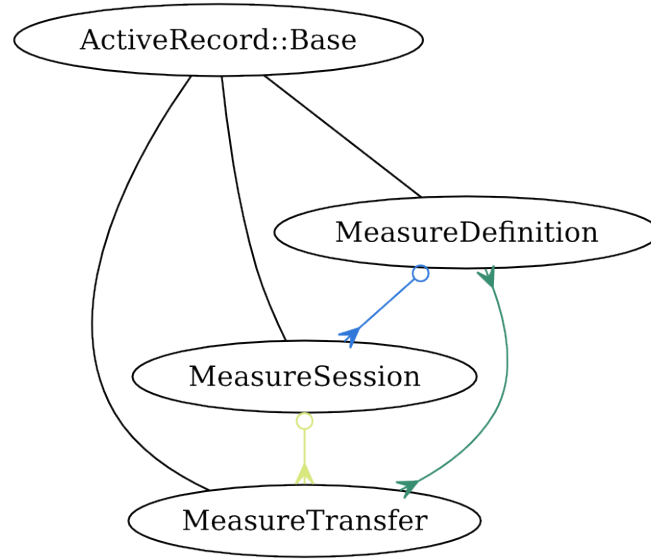 ActiveRecord::Base
MeasureDefinition
MeasureSession
MeasureTransfer